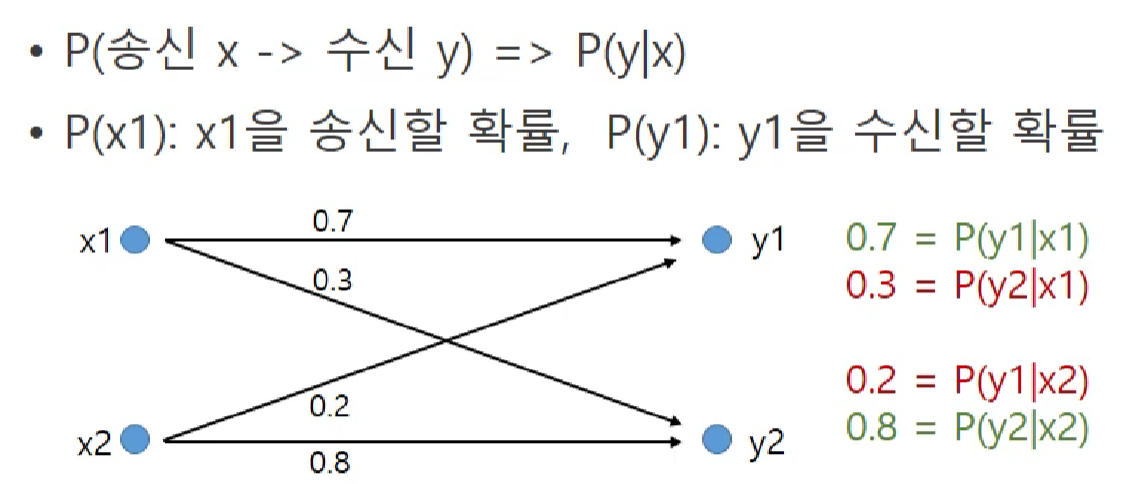 • P(송신 x -> 수신 y) => P(y|x)
• P(x1): x1을 송신할 확률, P(y1): y1을 수신할 확률
0.7
x1
y1
0.7 = P(y1|x1)
0.3
0.3 = P(y2|x1)
0.2 = P(y1|x2)
0.2
0.8 = P(y2|x2)
x2
y2
0.8